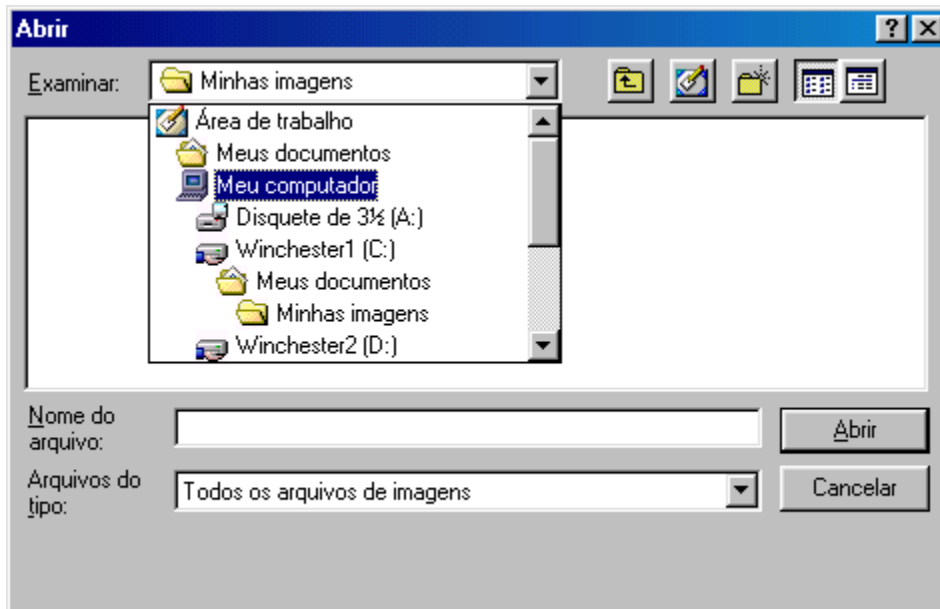 Abrir
Examinar: Minhas imagens
Área de trabalho
Meus documentos
Meu computador
Disquete de 3½ (A:)
Winchester1 (C:)
Meus documentos
Minhas imagens
Winchester2 (D:)
Nome do
arquivo:
Abrir
Arquivos do
tipo:
Todos os arquivos de imagens
Cancelar